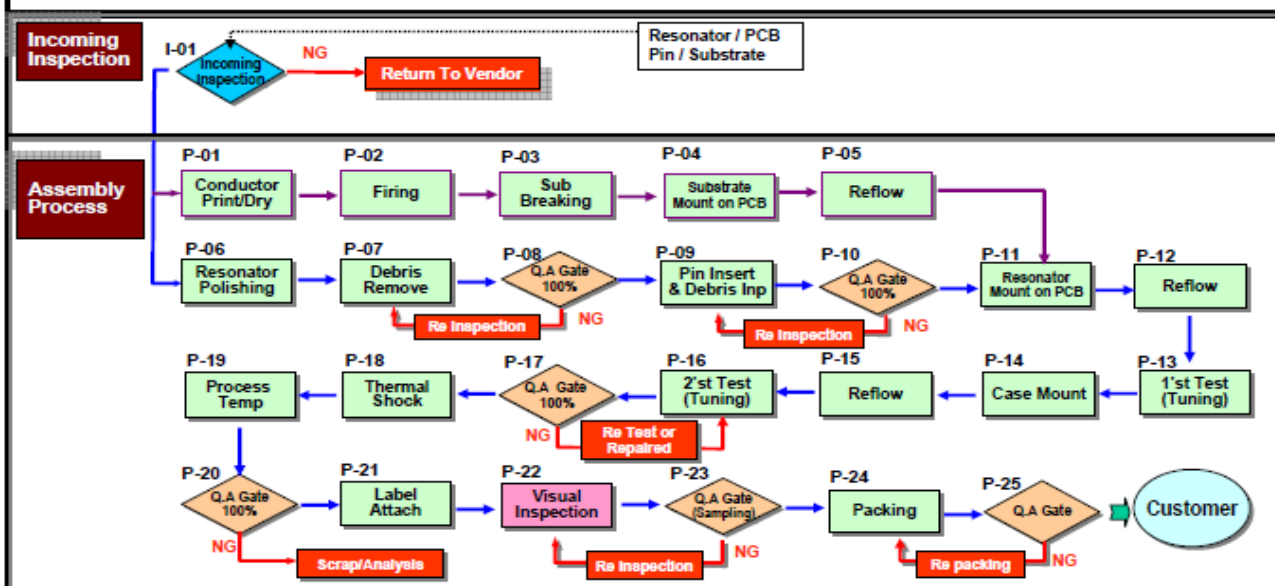 Incoming
Inspection
I-01
Incoming
Inspection
NG
Return To Vendor
Resonator / PCB
Pin / Substrate
Assembly
Process
P-01
Conductor
Print/Dry
P-02
Firing
P-03
Sub
Breaking
P-04
Substrate
Mount on PCB
P-05
Reflow
P-06
Resonator
Polishing
P-07
Debris
Remove
P-08
Q.A Gate
100%
Re Inspection
NG
P-09
Pin Insert
& Debris Inp
P-10
Q.A Gate
100%
Re Inspection
NG
P-11
Resonator
Mount on PCB
P-12
Reflow
P-19
Process
Temp
P-18
Thermal
Shock
P-17
Q.A Gate
100%
NG
Re Test or
Repaired
P-16
2'st Test
(Tuning)
P-15
Reflow
P-14
Case Mount
P-13
1'st Test
(Tuning)
P-20
Q.A Gate
100%
NG
Scrap/Analysis
P-21
Label
Attach
P-22
Visual
Inspection
P-23
Q.A Gate
(Sampling)
Re Inspection
NG
P-24
Packing
P-25
Q.A Gate
Re packing
NG
Customer